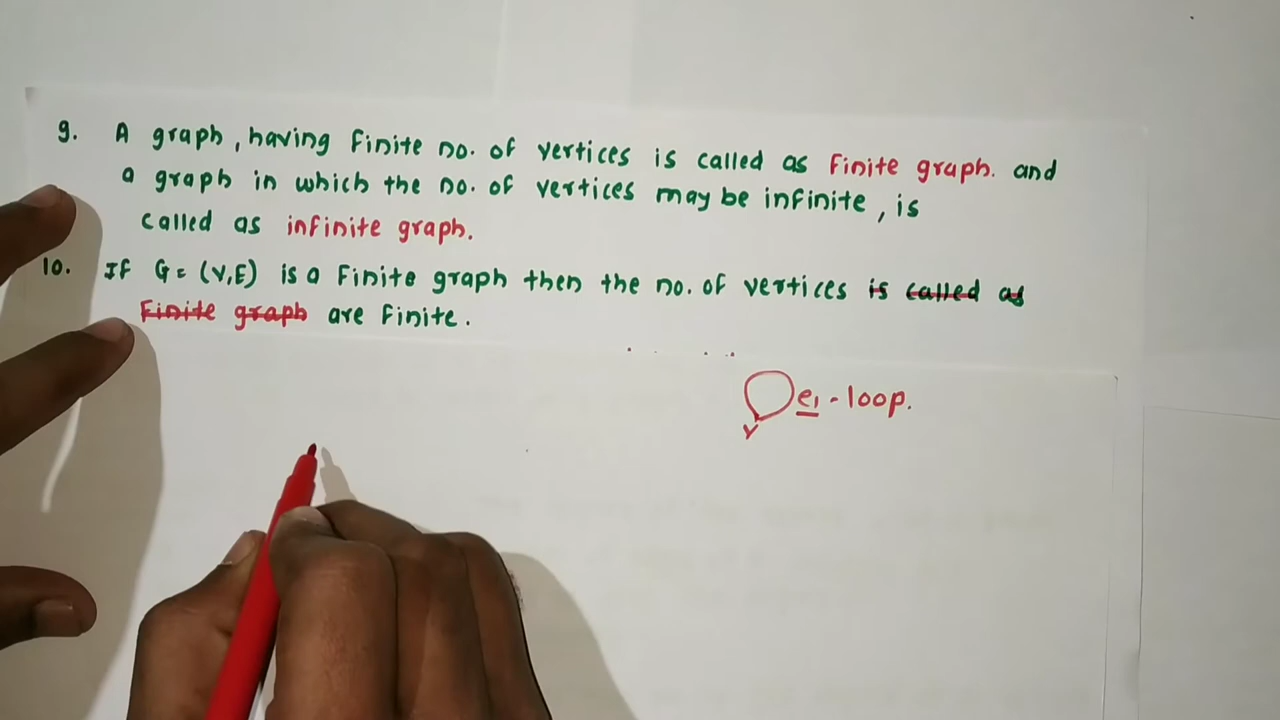 9. A graph, having finite no. of vertices is called as Finite graph. and
a graph in which the no. of vertices may be infinite, is
called as infinite graph.
10. If G = (V,E) is a Finite graph then the no. of vertices is called as
Finite graph are finite.
e1 - loop.
v